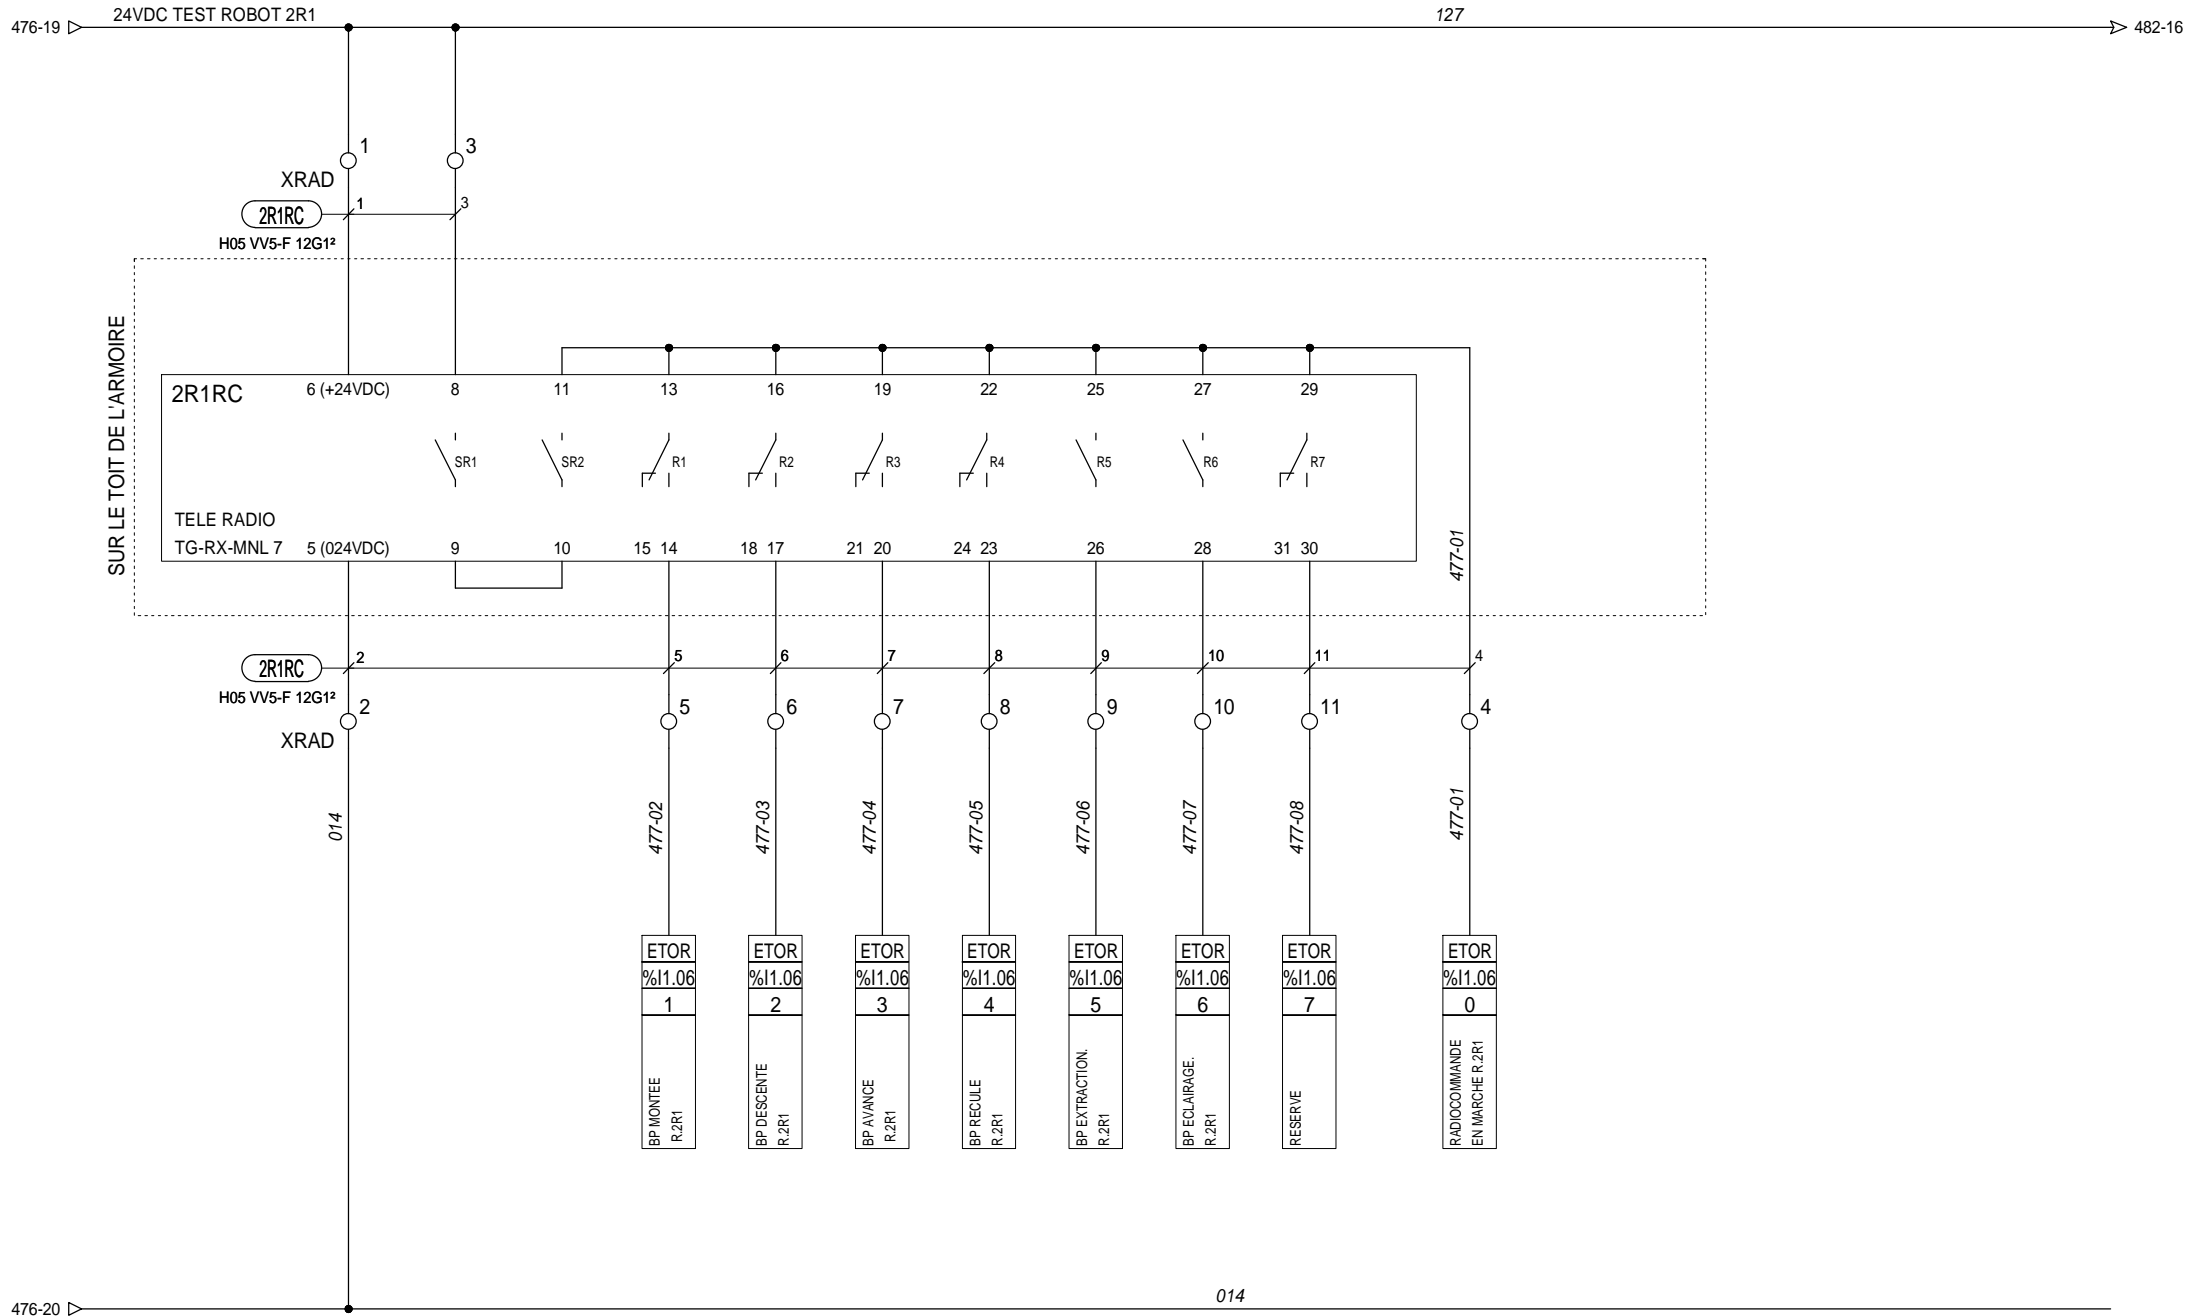 24VDC TEST ROBOT 2R1
127
476-19
482-16
1
3
XRAD
2R1RC
1
3
H05 VV5-F 12G1²
SUR LE TOIT DE L'ARMOIRE
2R1RC
6 (+24VDC)
8
11
13
16
19
22
25
27
29
SR1
SR2
R1
R2
R3
R4
R5
R6
R7
TELE RADIO
TG-RX-MNL 7
5 (024VDC)
9
10
15 14
18 17
21 20
24 23
26
28
31 30
477-01
2R1RC
2
5
6
7
8
9
10
11
4
H05 VV5-F 12G1²
2
5
6
7
8
9
10
11
4
XRAD
014
477-02
477-03
477-04
477-05
477-06
477-07
477-08
477-01
ETOR
%I1.06
1
BP MONTEE
R.2R1
ETOR
%I1.06
2
BP DESCENTE
R.2R1
ETOR
%I1.06
3
BP AVANCE
R.2R1
ETOR
%I1.06
4
BP RECULE
R.2R1
ETOR
%I1.06
5
BP EXTRACTION.
R.2R1
ETOR
%I1.06
6
BP ECLAIRAGE.
R.2R1
ETOR
%I1.06
7
RESERVE
ETOR
%I1.06
0
RADIOCOMMANDE
EN MARCHE R.2R1
014
476-20